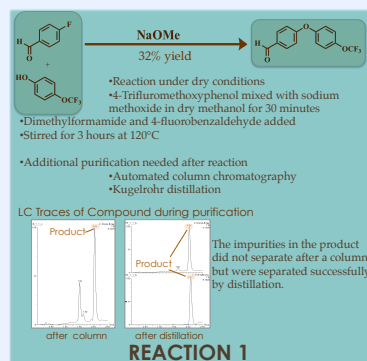 F
NaOMe
32% yield
H
O
+
HO
OCF₃
H
O
O
OCF₃
•Reaction under dry conditions
•4-Trifluromethoxyphenol mixed with sodium
methoxide in dry methanol for 30 minutes
•Dimethylformamide and 4-fluorobenzaldehyde added
•Stirred for 3 hours at 120°C
•Additional purification needed after reaction
•Automated column chromatography
•Kugelrohr distillation
LC Traces of Compound during purification
Product
Product
The impurities in the product
did not separate after a column
but were separated successfully
by distillation.
after column
after distillation
REACTION 1